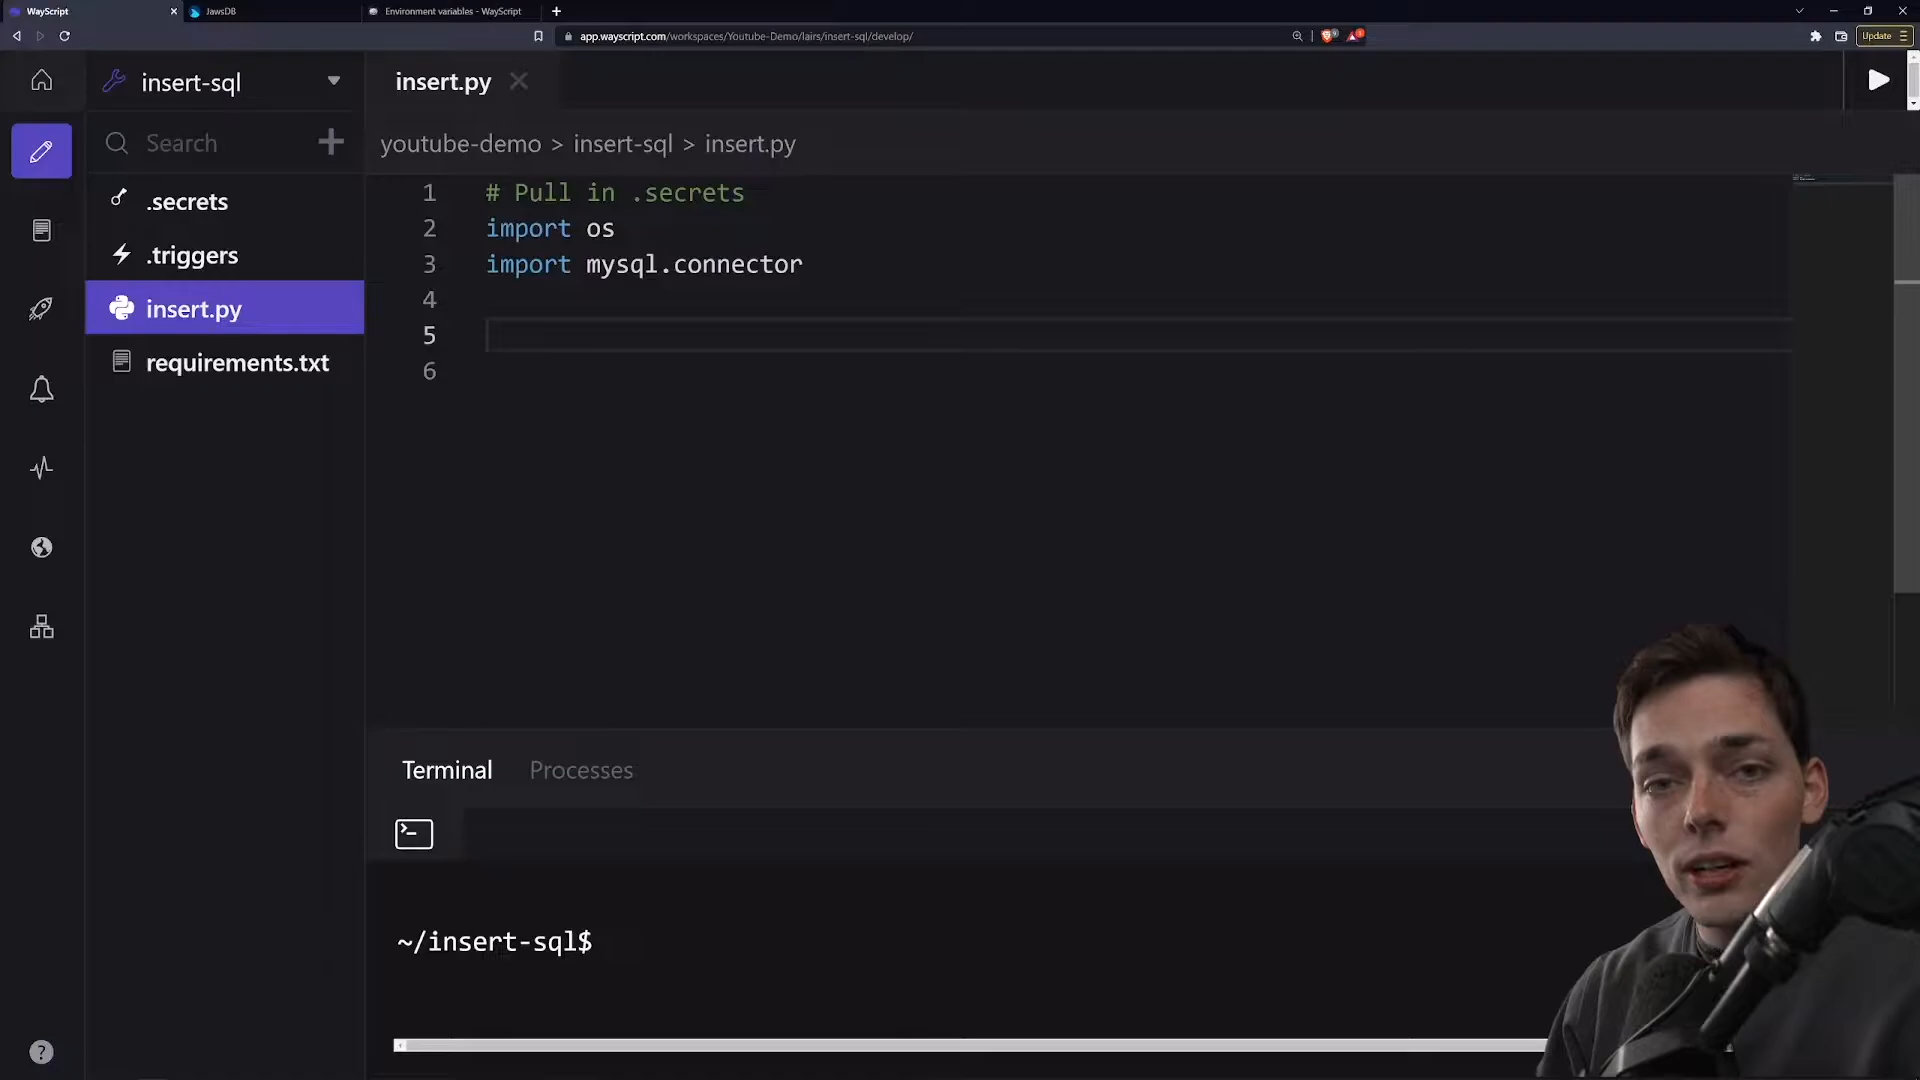 WayScript
JawsDB
Environment variables - WayScript
app.wayscript.com/workspaces/Youtube-Demo/lairs/insert-sql/develop/
Update
insert-sql
insert.py
Search
youtube-demo > insert-sql > insert.py
.secrets
.triggers
insert.py
requirements.txt
1 # Pull in .secrets
2 import os
3 import mysql.connector
4
5
6
Terminal Processes
~/insert-sql$